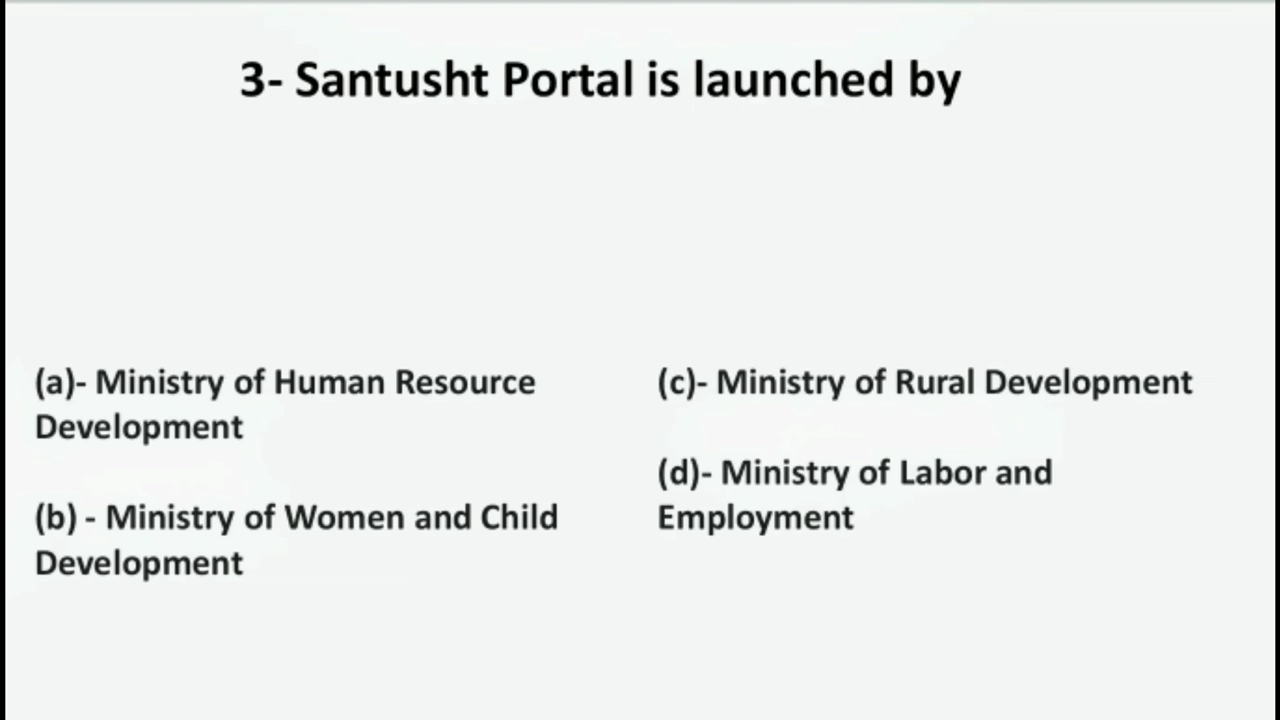 3- Santusht Portal is launched by
(a)- Ministry of Human Resource
Development
(b) - Ministry of Women and Child
Development
(c)- Ministry of Rural Development
(d)- Ministry of Labor and
Employment